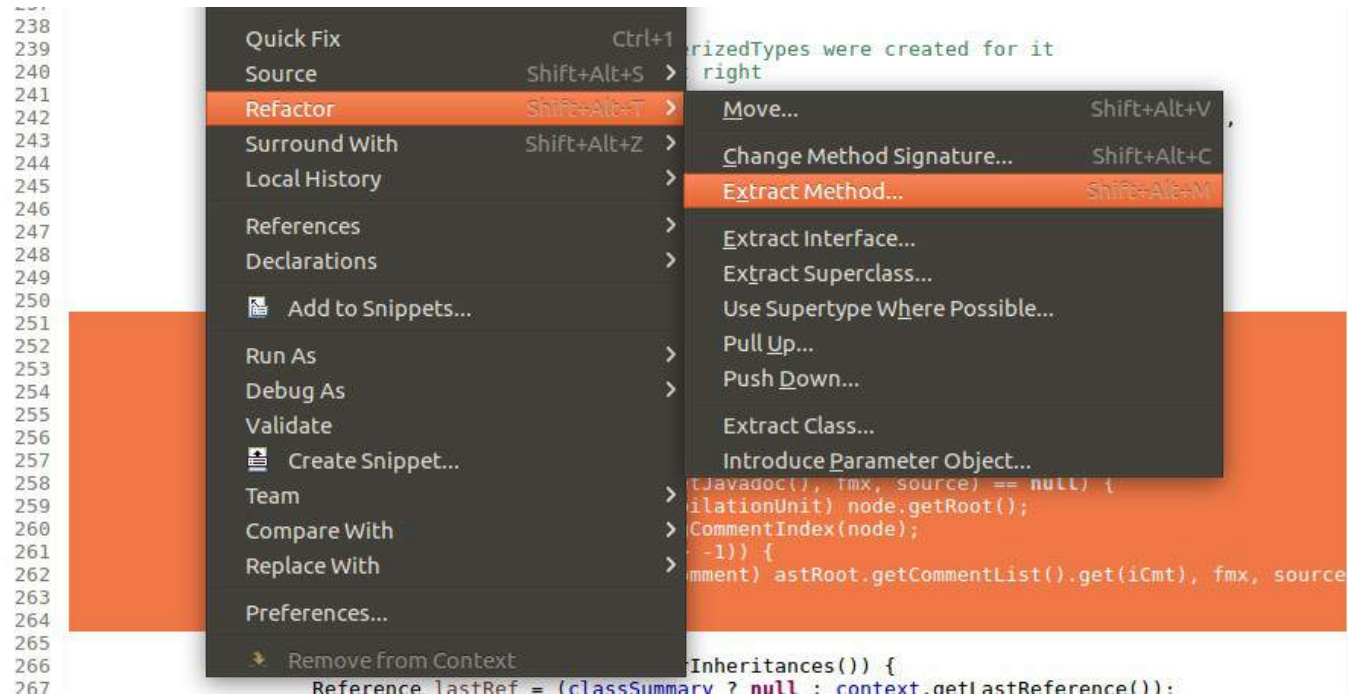 238
239
240
241
242
243
244
245
246
247
248
249
250
251
252
253
254
255
256
257
258
259
260
261
262
263
264
265
266
267
Quick Fix Ctrl+1
Source Shift+Alt+S
Refactor Shift+Alt+T
Surround With Shift+Alt+Z
Local History
References
Declarations
Add to Snippets...
Run As
Debug As
Validate
Create Snippet...
Team
Compare With
Replace With
Preferences...
Remove from Context
Move... Shift+Alt+V
Change Method Signature... Shift+Alt+C
Extract Method... Shift+Alt+M
Extract Interface...
Extract Superclass...
Use Supertype Where Possible...
Pull Up...
Push Down...
Extract Class...
Introduce Parameter Object...
rizedTypes were created for it
right
,
tJavadoc(), fmx, source) == null) {
ilationUnit) node.getRoot();
CommentIndex(node);
-1)) {
mment) astRoot.getCommentList().get(iCmt), fmx, source
rInheritances()) {
Reference lastRef = (classSummary ? null : context.getLastReference());